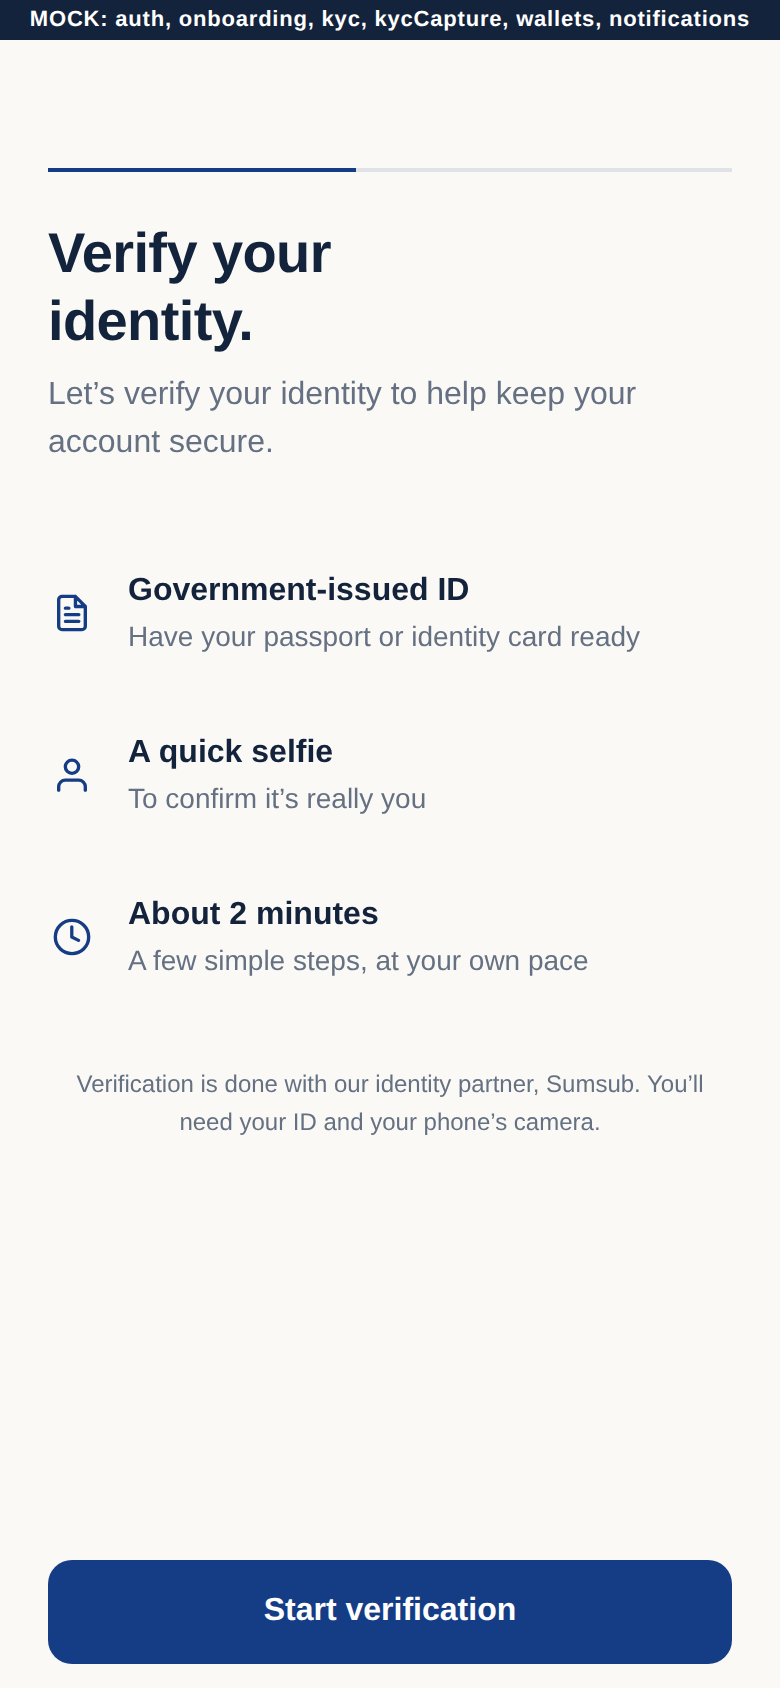 MOCK: auth, onboarding, kyc, kycCapture, wallets, notifications
Verify your
identity.
Let’s verify your identity to help keep your
account secure.
Government-issued ID
Have your passport or identity card ready
A quick selfie
To confirm it’s really you
About 2 minutes
A few simple steps, at your own pace
Verification is done with our identity partner, Sumsub. You’ll
need your ID and your phone’s camera.
Start verification